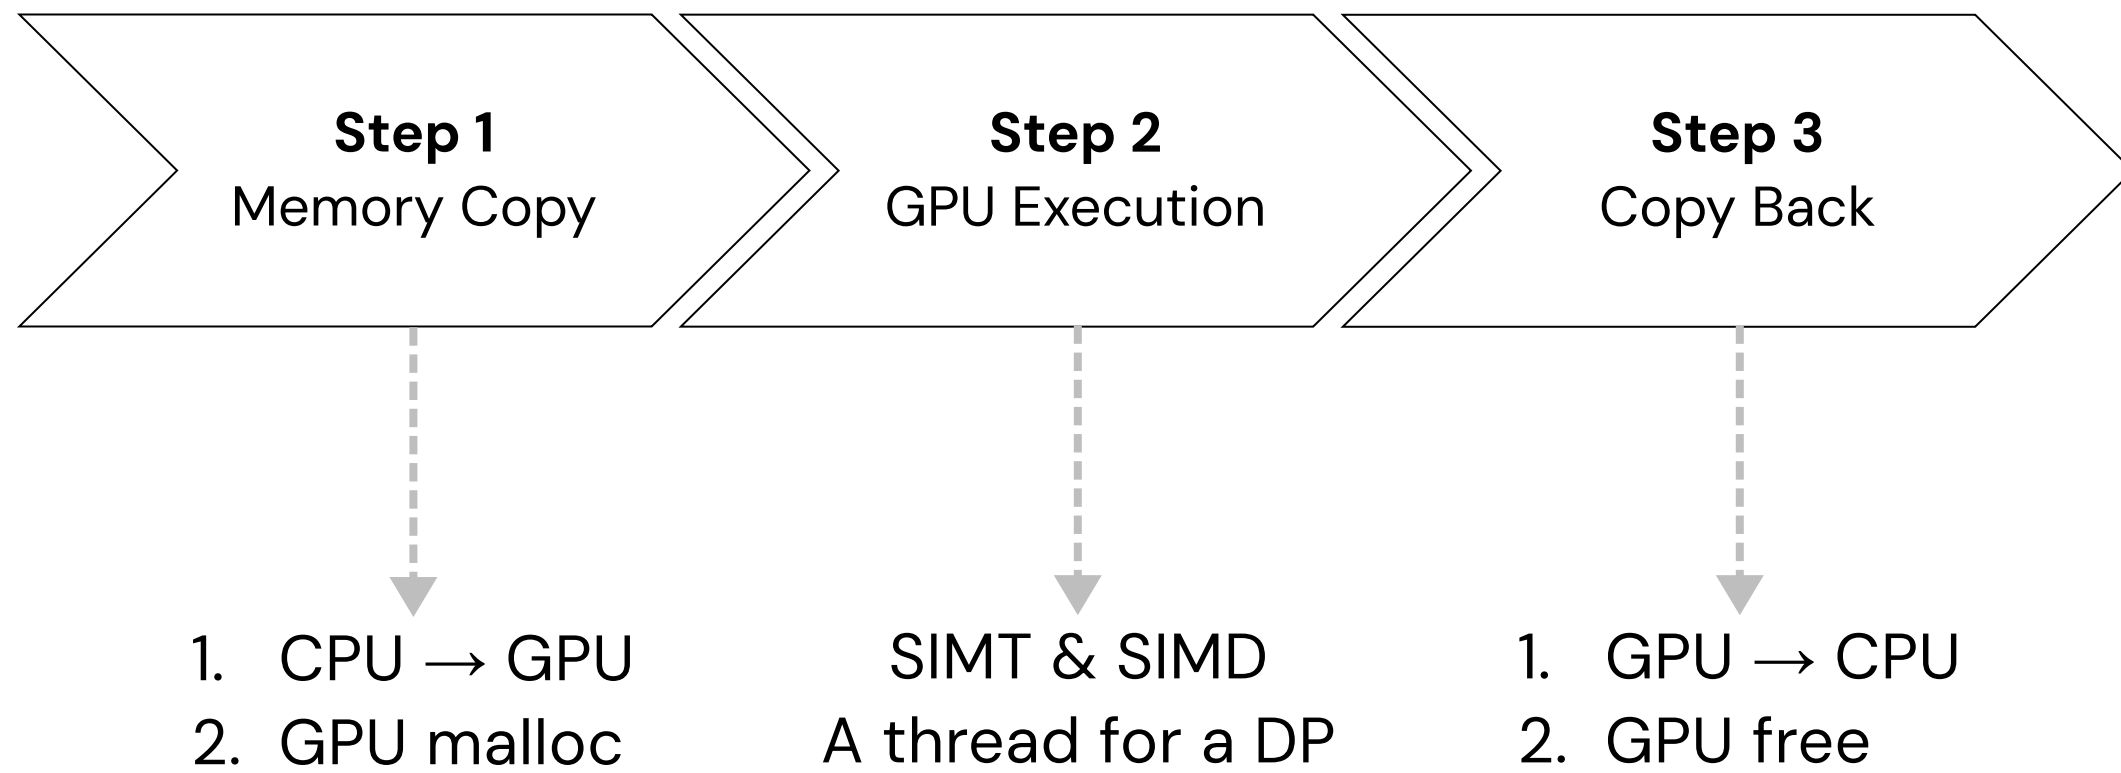 Step 1
Memory Copy
Step 2
GPU Execution
Step 3
Copy Back
1. CPU → GPU
2. GPU malloc
SIMT & SIMD
A thread for a DP
1. GPU → CPU
2. GPU free